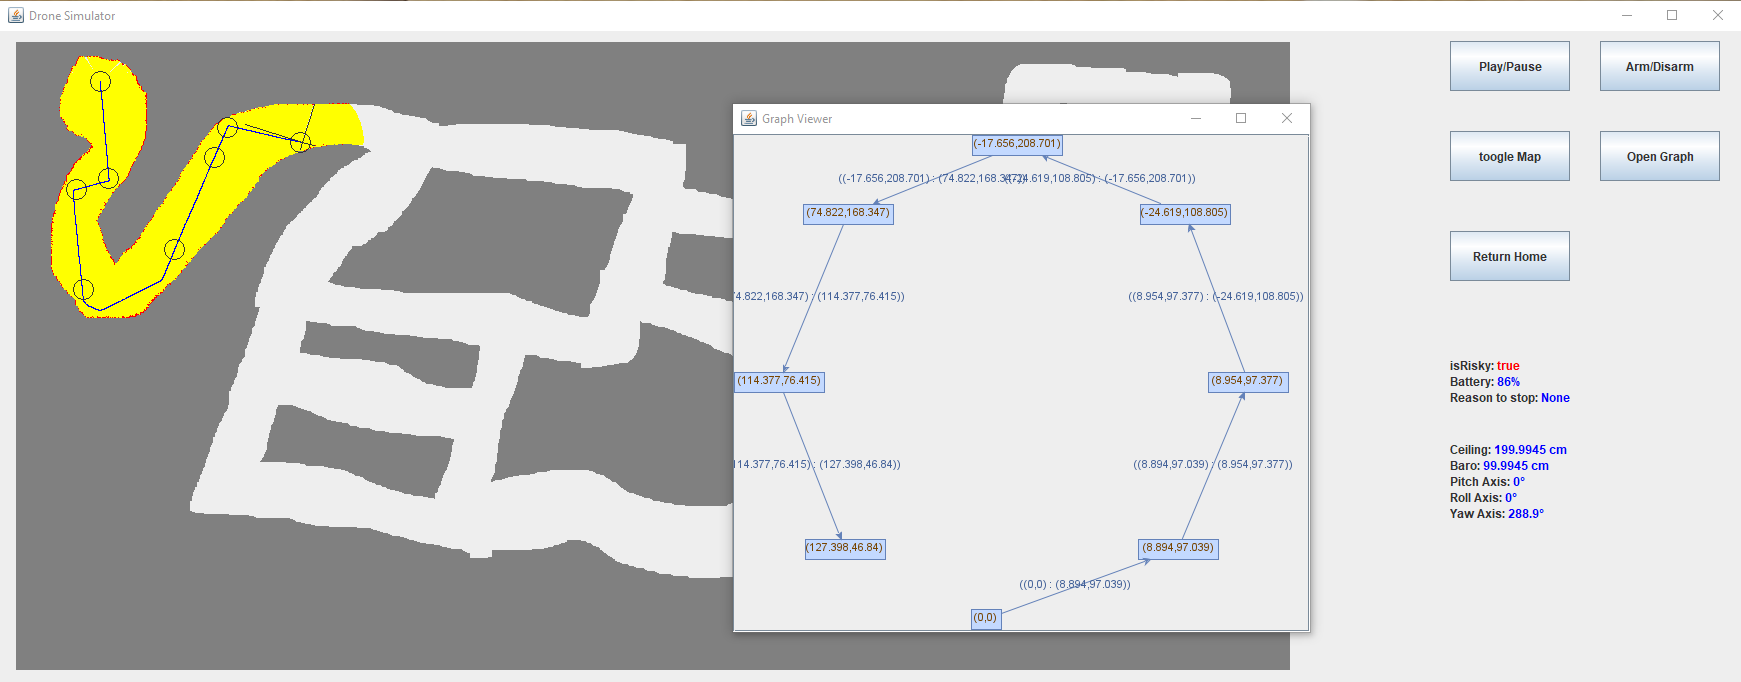 Drone Simulator
Play/Pause
Arm/Disarm
toogle Map
Open Graph
Return Home
isRisky: true
Battery: 86%
Reason to stop: None
Ceiling: 199.9945 cm
Baro: 99.9945 cm
Pitch Axis: 0°
Roll Axis: 0°
Yaw Axis: 288.9°
Graph Viewer
(-17.656,208.701)
((-17.656,208.701) : (74.822,168.347))
((-24.619,108.805) : (-17.656,208.701))
(74.822,168.347)
(-24.619,108.805)
4.822,168.347) : (114.377,76.415))
((8.954,97.377) : (-24.619,108.805))
(114.377,76.415)
(8.954,97.377)
114.377,76.415) : (127.398,46.84))
((8.894,97.039) : (8.954,97.377))
(127.398,46.84)
(8.894,97.039)
((0,0) : (8.894,97.039))
(0,0)